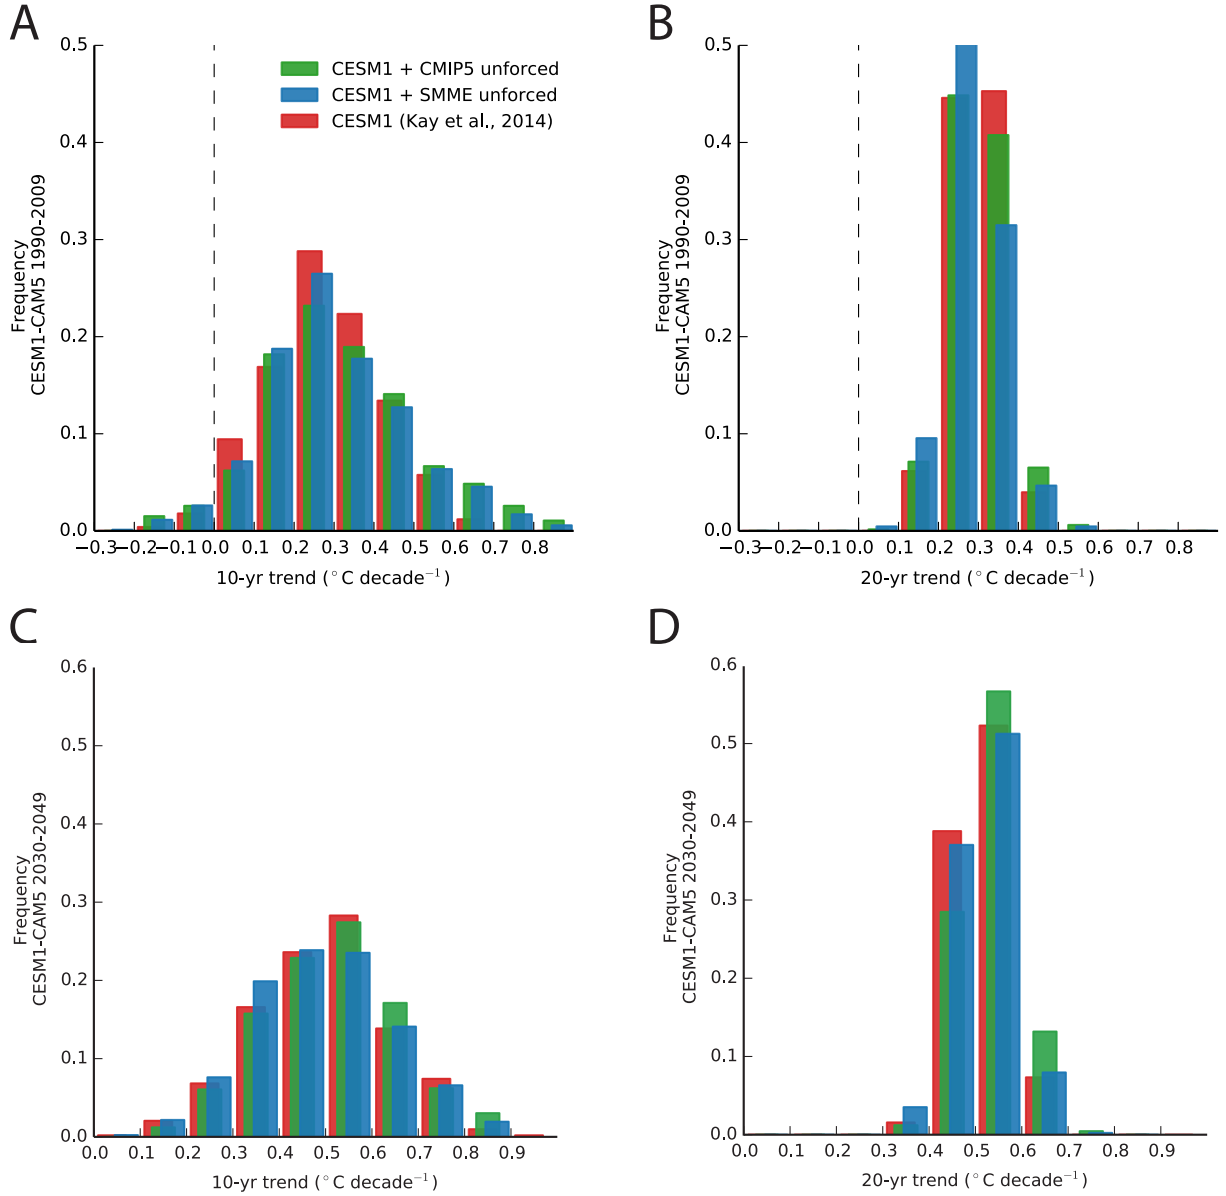 A
0.5
0.4
0.3
0.2
0.1
0.0
Frequency
CESM1-CAM5 1990-2009
CESM1 + CMIP5 unforced
CESM1 + SMME unforced
CESM1 (Kay et al., 2014)
−0.3 −0.2 −0.1 0.0 0.1 0.2 0.3 0.4 0.5 0.6 0.7 0.8
10-yr trend (°C decade⁻¹)
B
0.5
0.4
0.3
0.2
0.1
0.0
Frequency
CESM1-CAM5 1990-2009
−0.3 −0.2 −0.1 0.0 0.1 0.2 0.3 0.4 0.5 0.6 0.7 0.8
20-yr trend (°C decade⁻¹)
C
0.6
0.5
0.4
0.3
0.2
0.1
0.0
Frequency
CESM1-CAM5 2030-2049
0.0 0.1 0.2 0.3 0.4 0.5 0.6 0.7 0.8 0.9
10-yr trend (°C decade⁻¹)
D
0.6
0.5
0.4
0.3
0.2
0.1
0.0
Frequency
CESM1-CAM5 2030-2049
0.0 0.1 0.2 0.3 0.4 0.5 0.6 0.7 0.8 0.9
20-yr trend (°C decade⁻¹)